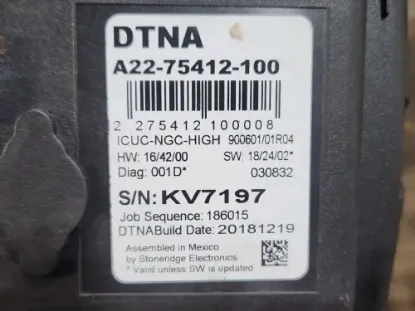 DTNA
A22-75412-100
2 275412 100008
ICUC-NGC-HIGH 900601/01R04
HW: 16/42/00 SW: 18/24/02*
Diag: 001D* 030832
S/N: KV7197
Job Sequence: 186015
DTNABuild Date: 20181219
Assembled in Mexico
by Stoneridge Electronics
* Valid unless SW is updated